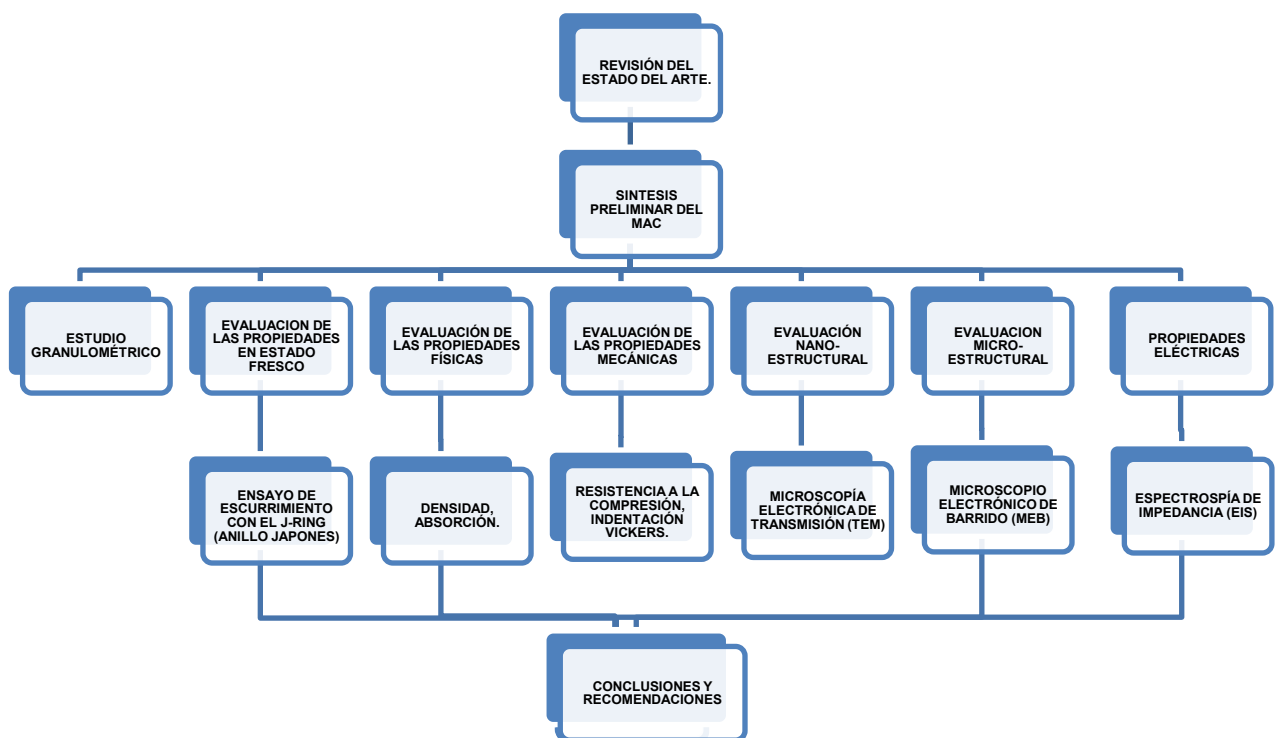 REVISIÓN DEL
ESTADO DEL ARTE.
SINTESIS
PRELIMINAR DEL
MAC
ESTUDIO
GRANULOMÉTRICO
EVALUACION DE
LAS PROPIEDADES
EN ESTADO
FRESCO
EVALUACIÓN DE
LAS PROPIEDADES
FÍSICAS
EVALUACIÓN DE
LAS PROPIEDADES
MECÁNICAS
EVALUACIÓN
NANO-
ESTRUCTURAL
EVALUACION
MICRO-
ESTRUCTURAL
PROPIEDADES
ELÉCTRICAS
ENSAYO DE
ESCURRIMIENTO
CON EL J-RING
(ANILLO JAPONES)
DENSIDAD,
ABSORCIÓN.
RESISTENCIA A LA
COMPRESIÓN,
INDENTACIÓN
VICKERS.
MICROSCOPÍA
ELECTRÓNICA DE
TRANSMISIÓN (TEM)
MICROSCOPIO
ELECTRÓNICO DE
BARRIDO (MEB)
ESPECTROSPÍA DE
IMPEDANCIA (EIS)
CONCLUSIONES Y
RECOMENDACIONES